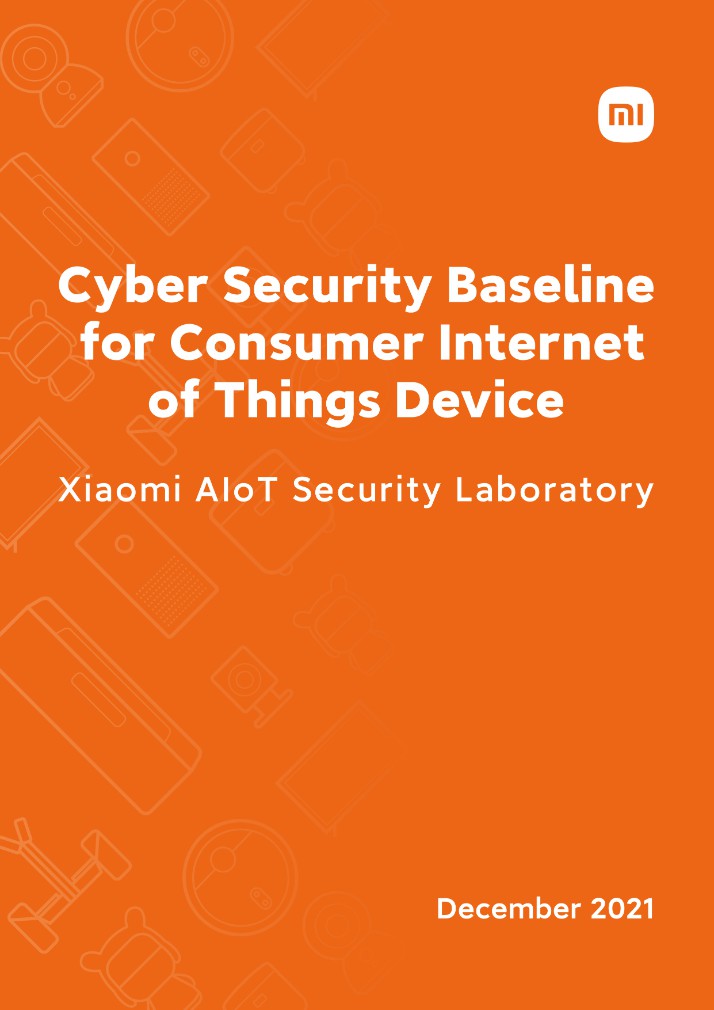 mi
Cyber Security Baseline
for Consumer Internet
of Things Device
Xiaomi AIoT Security Laboratory
December 2021